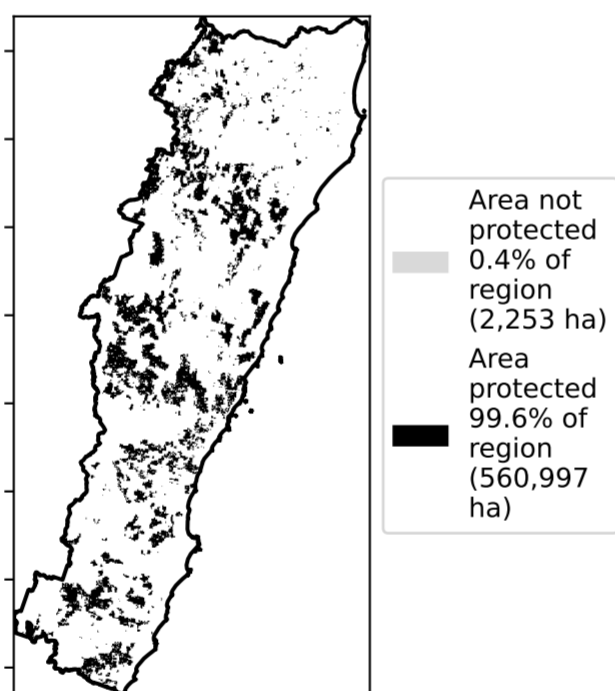 Area not
protected
0.4% of
region
(2,253 ha)
Area
protected
99.6% of
region
(560,997
ha)